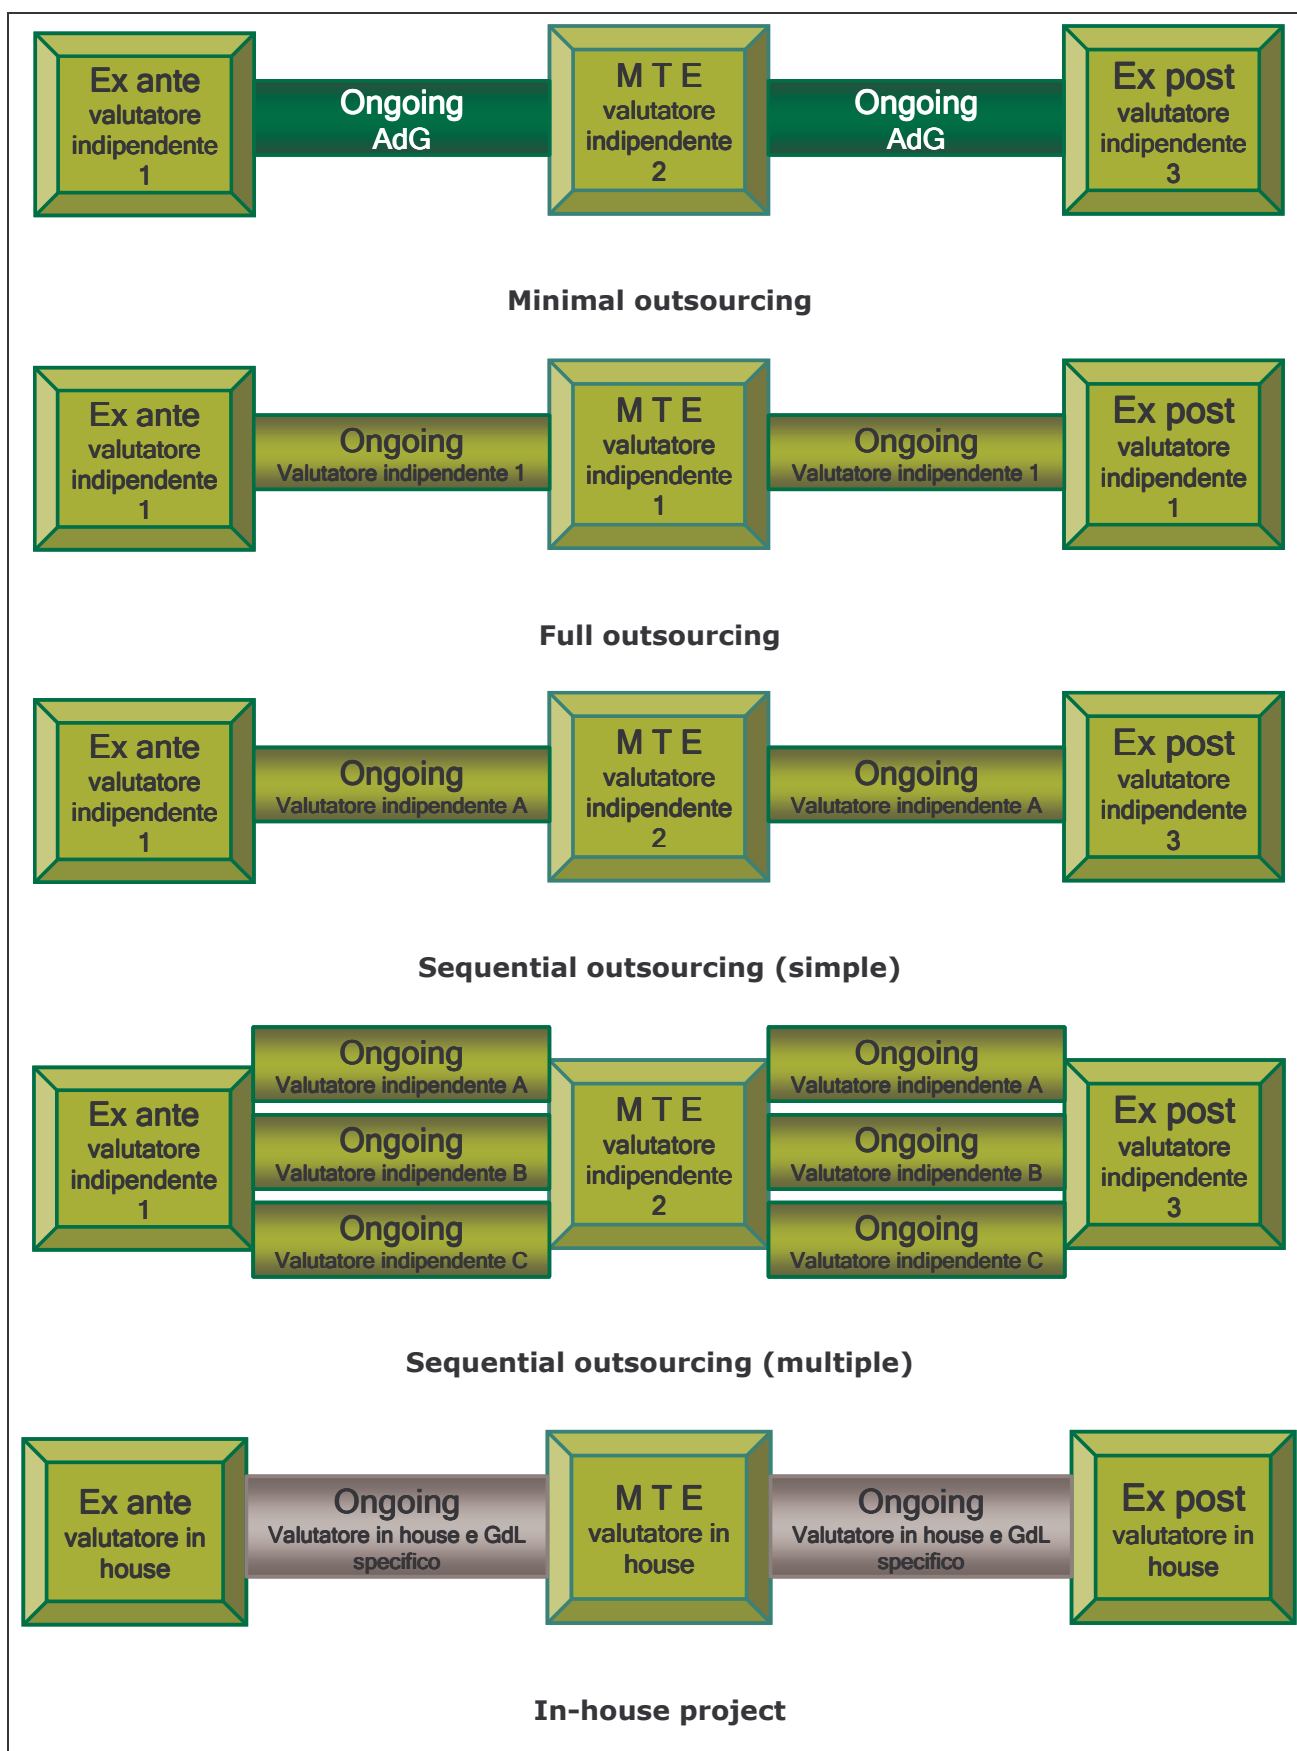 Ex ante
valutatore
indipendente
1
Ongoing
AdG
M T E
valutatore
indipendente
2
Ongoing
AdG
Ex post
valutatore
indipendente
3
Minimal outsourcing
Ex ante
valutatore
indipendente
1
Ongoing
Valutatore indipendente 1
M T E
valutatore
indipendente
1
Ongoing
Valutatore indipendente 1
Ex post
valutatore
indipendente
1
Full outsourcing
Ex ante
valutatore
indipendente
1
Ongoing
Valutatore indipendente A
M T E
valutatore
indipendente
2
Ongoing
Valutatore indipendente A
Ex post
valutatore
indipendente
3
Sequential outsourcing (simple)
Ex ante
valutatore
indipendente
1
Ongoing
Valutatore indipendente A
Ongoing
Valutatore indipendente B
Ongoing
Valutatore indipendente C
M T E
valutatore
indipendente
2
Ongoing
Valutatore indipendente A
Ongoing
Valutatore indipendente B
Ongoing
Valutatore indipendente C
Ex post
valutatore
indipendente
3
Sequential outsourcing (multiple)
Ex ante
valutatore in
house
Ongoing
Valutatore in house e GdL
specifico
M T E
valutatore in
house
Ongoing
Valutatore in house e GdL
specifico
Ex post
valutatore in
house
In-house project